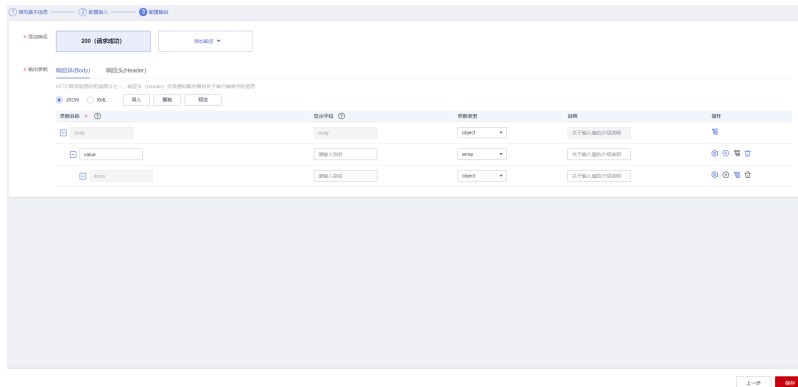 1 填写基本信息 2 配置输入 3 配置输出
* 添加响应 200（请求成功） 添加响应
* 输出参数 响应体(Body) 响应头(Header)
JSON XML 导入 重制 预览
参数名称 * ? 显示字段 ? 参数类型 说明 操作
body body object 关于输入值的介绍说明
value 请输入别名 array 关于输入值的介绍说明
items 请输入别名 object 关于输入值的介绍说明
上一步 保存